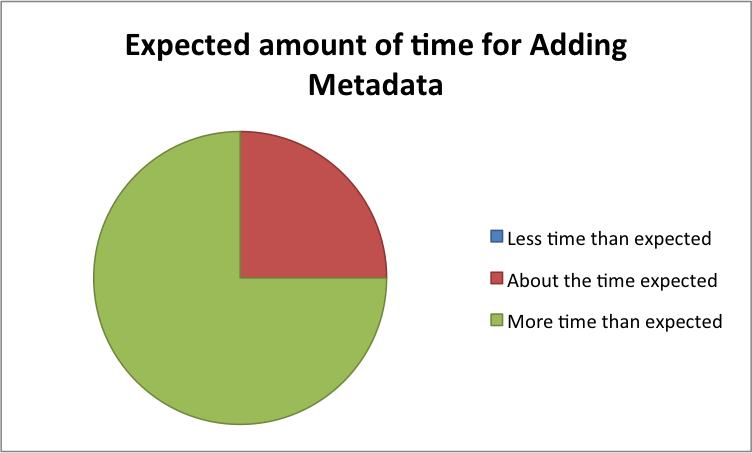 Expected amount of time for Adding
Metadata
Less time than expected
About the time expected
More time than expected